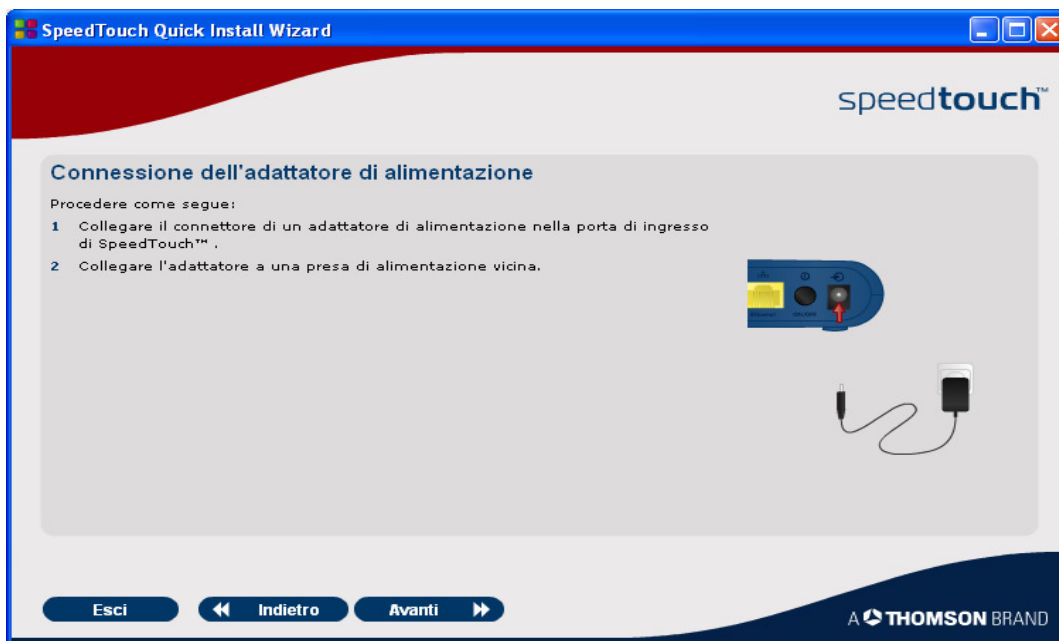 SpeedTouch Quick Install Wizard
speedtouch™
Connessione dell'adattatore di alimentazione
Procedere come segue:
1 Collegare il connettore di un adattatore di alimentazione nella porta di ingresso
di SpeedTouch™ .
2 Collegare l'adattatore a una presa di alimentazione vicina.
ON/OFF
Esci
Indietro
Avanti
A THOMSON BRAND